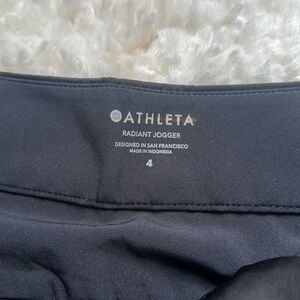 ATHLETA
RADIANT JOGGER
DESIGNED IN SAN FRANCISCO
MADE IN INDONESIA
4